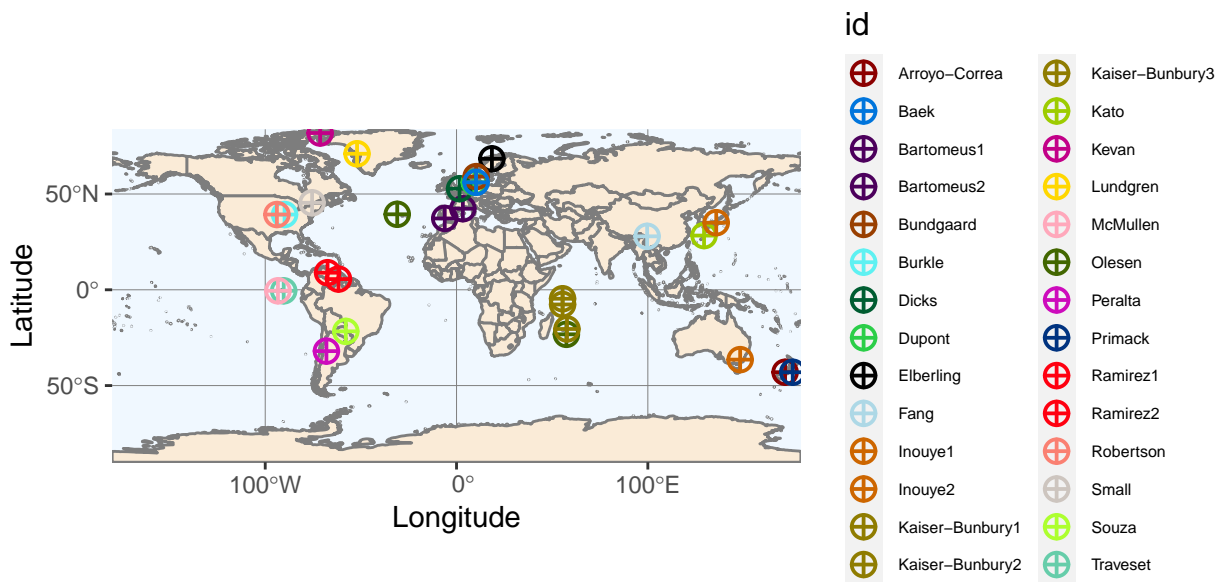 id
Arroyo−Correa
Baek
Bartomeus1
Bartomeus2
Bundgaard
Burkle
Dicks
Dupont
Elberling
Fang
Inouye1
Inouye2
Kaiser−Bunbury1
Kaiser−Bunbury2
Kaiser−Bunbury3
Kato
Kevan
Lundgren
McMullen
Olesen
Peralta
Primack
Ramirez1
Ramirez2
Robertson
Small
Souza
Traveset
Latitude
50°N
0°
50°S
100°W
0°
100°E
Longitude